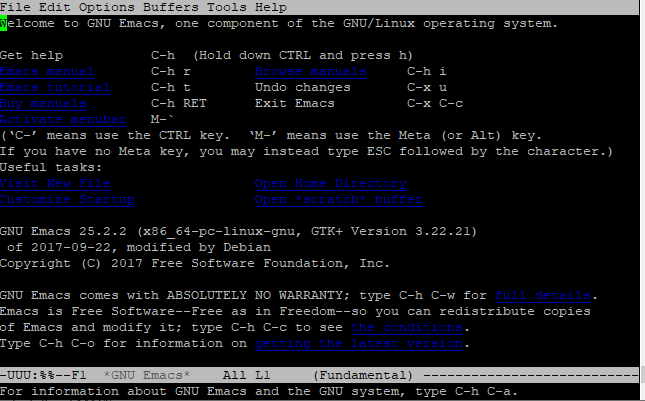 File Edit Options Buffers Tools Help
Welcome to GNU Emacs, one component of the GNU/Linux operating system.
Get help C-h (Hold down CTRL and press h)
Emacs manual C-h r Browse manuals C-h i
Emacs tutorial C-h t Undo changes C-x u
Buy manuals C-h RET Exit Emacs C-x C-c
Activate menubar M-`
(‘C-’ means use the CTRL key. ‘M-’ means use the Meta (or Alt) key.
If you have no Meta key, you may instead type ESC followed by the character.)
Useful tasks:
Visit New File Open Home Directory
Customize Startup Open *scratch* buffer
GNU Emacs 25.2.2 (x86_64-pc-linux-gnu, GTK+ Version 3.22.21)
of 2017-09-22, modified by Debian
Copyright (C) 2017 Free Software Foundation, Inc.
GNU Emacs comes with ABSOLUTELY NO WARRANTY; type C-h C-w for full details.
Emacs is Free Software--Free as in Freedom--so you can redistribute copies
of Emacs and modify it; type C-h C-c to see the conditions.
Type C-h C-o for information on getting the latest version.
-UUU:%%--F1 *GNU Emacs* All L1 (Fundamental) ---------------------------
For information about GNU Emacs and the GNU system, type C-h C-a.